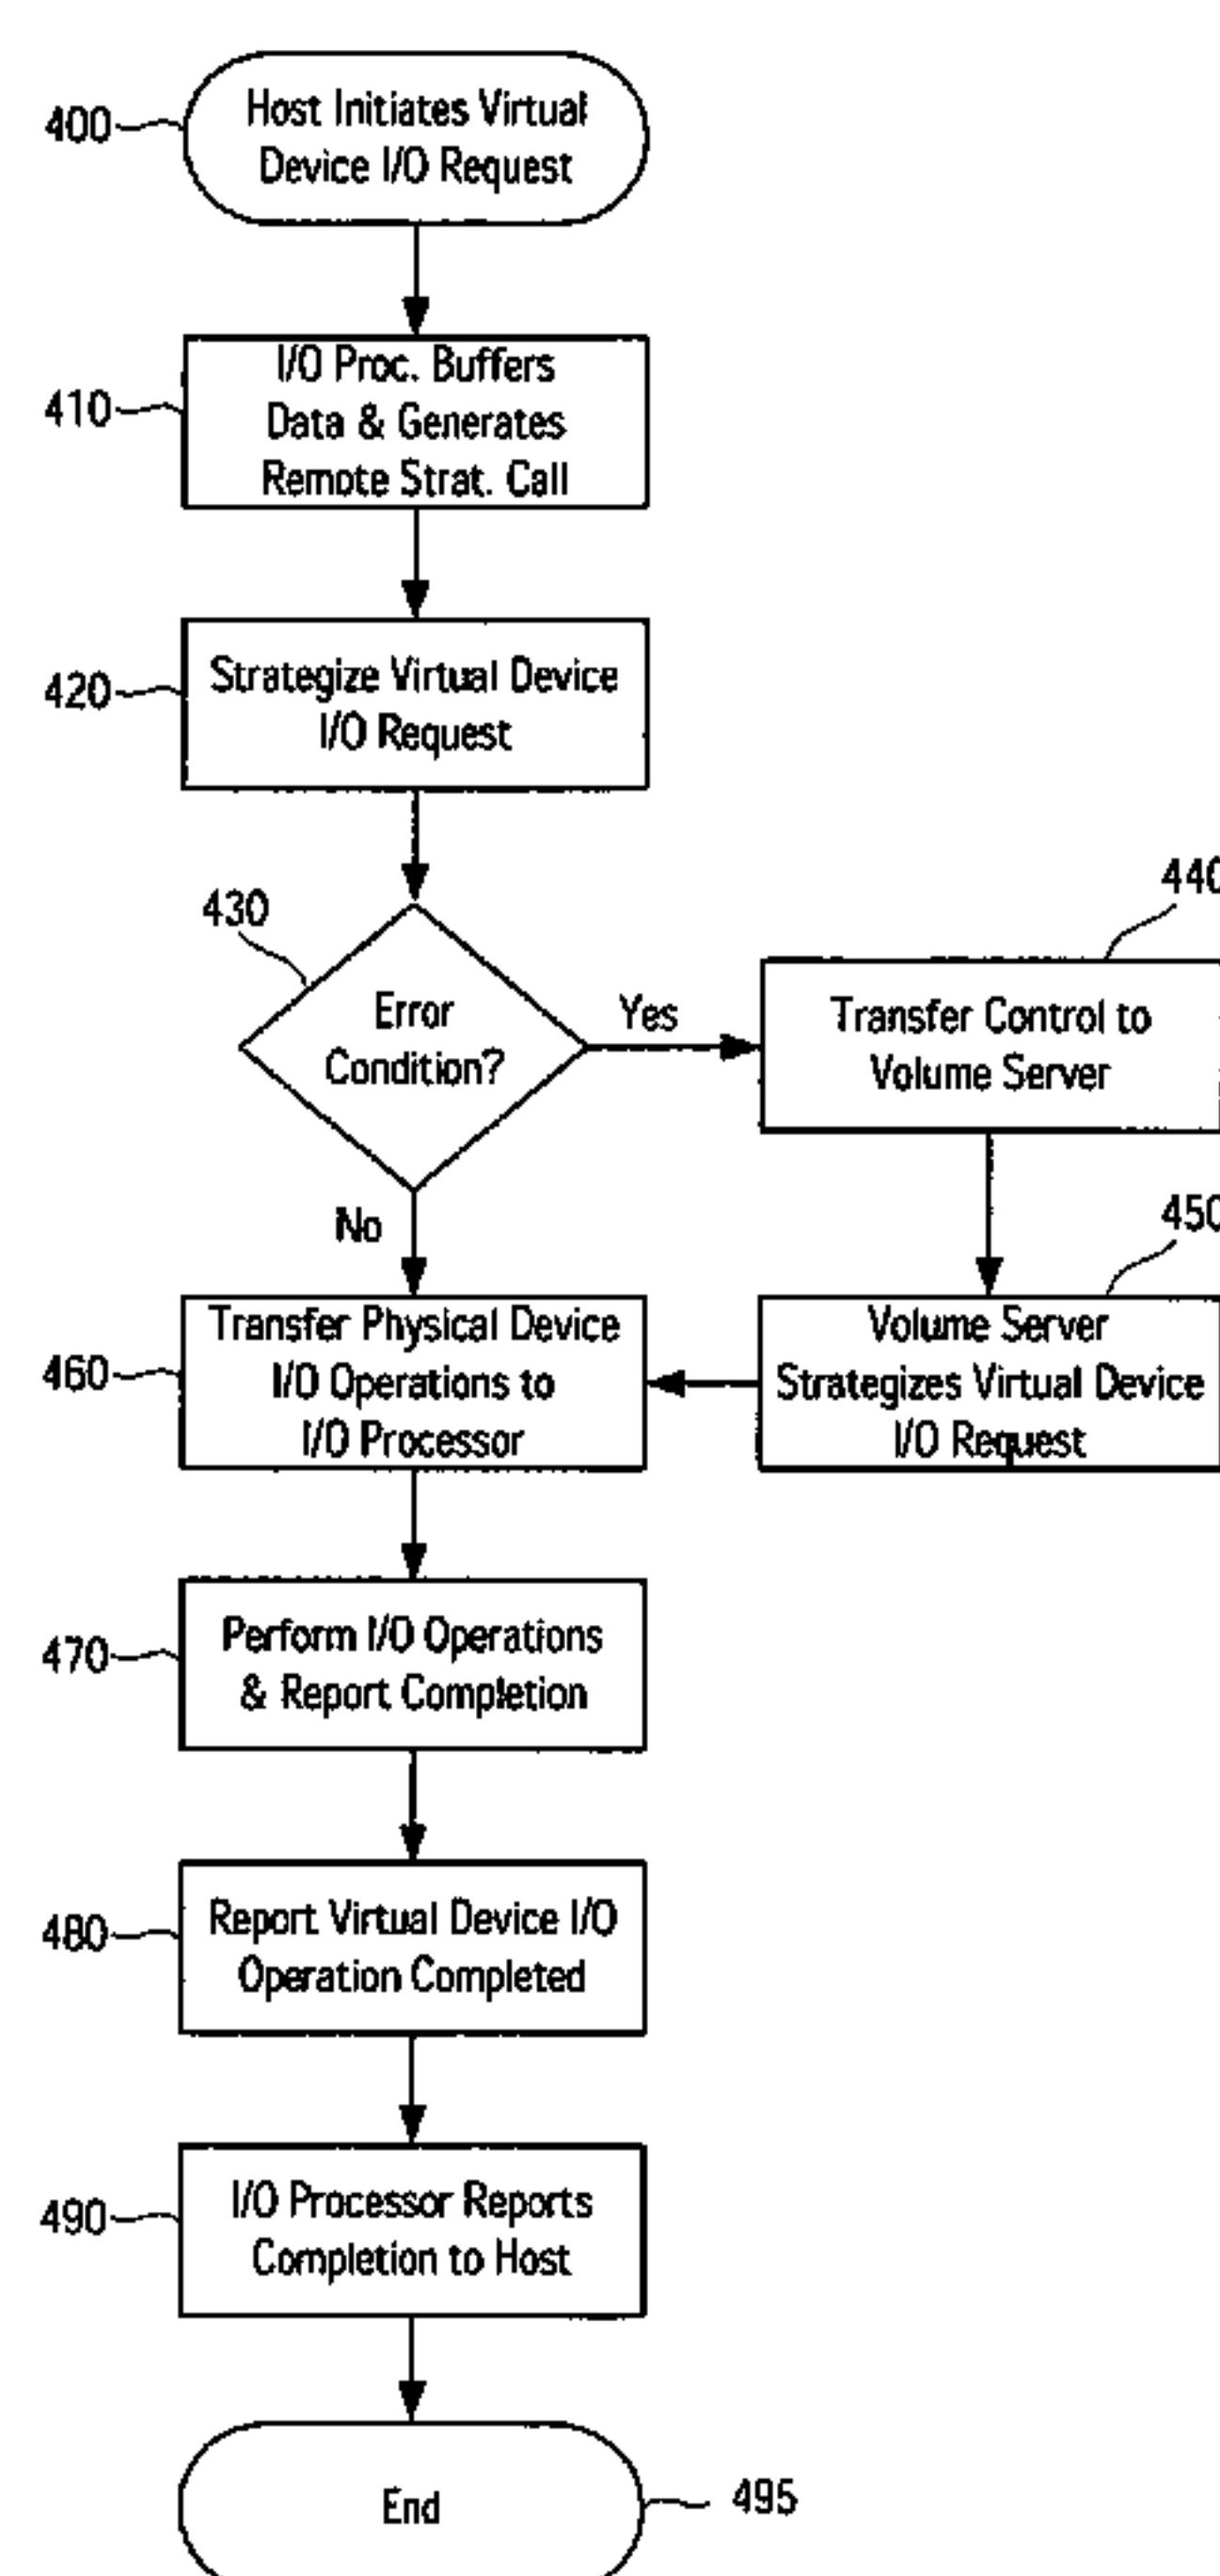 400
Host Initiates Virtual
Device I/O Request
410
I/O Proc. Buffers
Data & Generates
Remote Strat. Call
420
Strategize Virtual Device
I/O Request
430
Error
Condition?
Yes
440
Transfer Control to
Volume Server
No
450
Volume Server
Strategizes Virtual Device
I/O Request
460
Transfer Physical Device
I/O Operations to
I/O Processor
470
Perform I/O Operations
& Report Completion
480
Report Virtual Device I/O
Operation Completed
490
I/O Processor Reports
Completion to Host
End
495